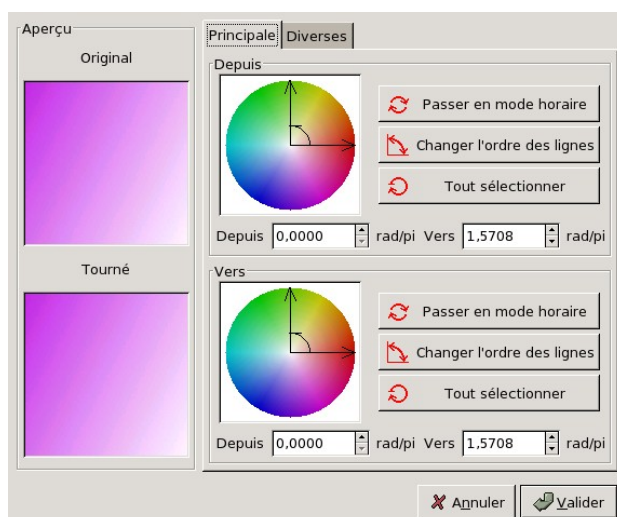 Aperçu
Original
Tourné
Principale Diverses
Depuis
Passer en mode horaire
Changer l'ordre des lignes
Tout sélectionner
Depuis 0,0000 rad/pi Vers 1,5708 rad/pi
Vers
Passer en mode horaire
Changer l'ordre des lignes
Tout sélectionner
Depuis 0,0000 rad/pi Vers 1,5708 rad/pi
Annuler Valider